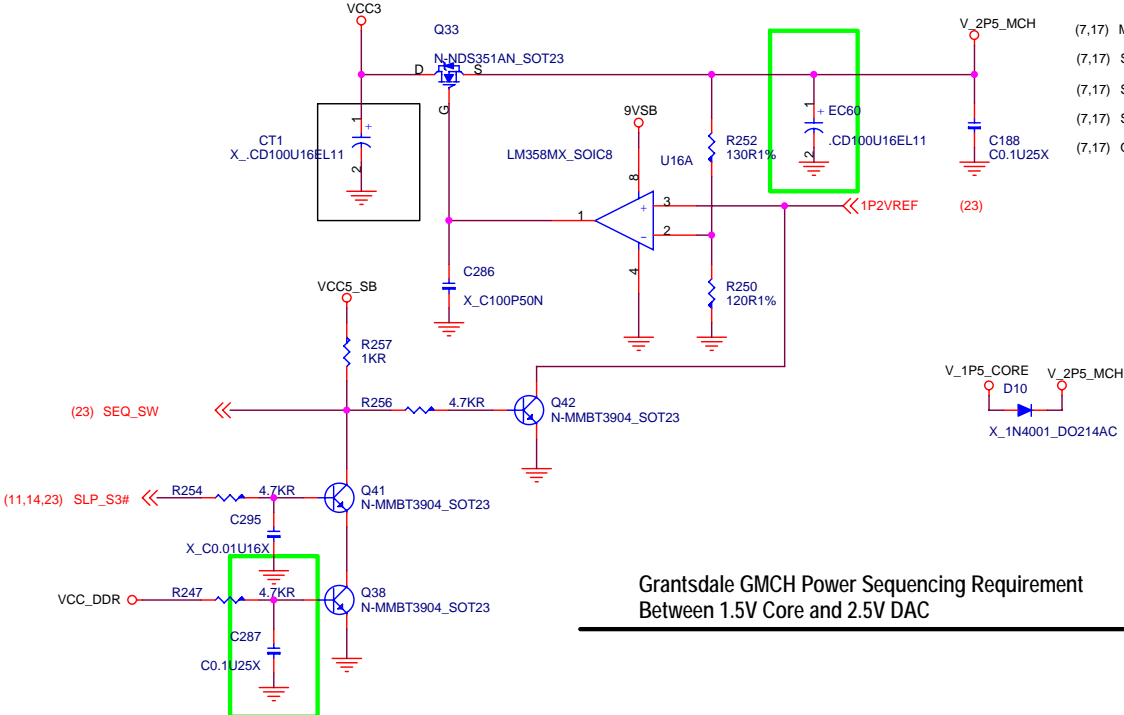 VCC3
V_2P5_MCH
(7,17) M
Q33
N-NDS351AN_SOT23
(7,17) S
D
S
(7,17) S
G
9VSB
1
+
EC60
(7,17) S
1
+
CT1
X_.CD100U16EL11
2
LM358MX_SOIC8
8
U16A
R252
130R1%
.CD100U16EL11
2
C188
C0.1U25X
(7,17) C
1
+
3
1P2VREF
(23)
-
2
4
C286
X_C100P50N
R250
120R1%
VCC5_SB
R257
1KR
V_1P5_CORE
V_2P5_MCH
D10
X_1N4001_DO214AC
(23) SEQ_SW
R256
4.7KR
Q42
N-MMBT3904_SOT23
(11,14,23) SLP_S3#
R254
4.7KR
Q41
N-MMBT3904_SOT23
C295
X_C0.01U16X
VCC_DDR
R247
4.7KR
Q38
N-MMBT3904_SOT23
C287
C0.1U25X
Grantsdale GMCH Power Sequencing Requirement
Between 1.5V Core and 2.5V DAC